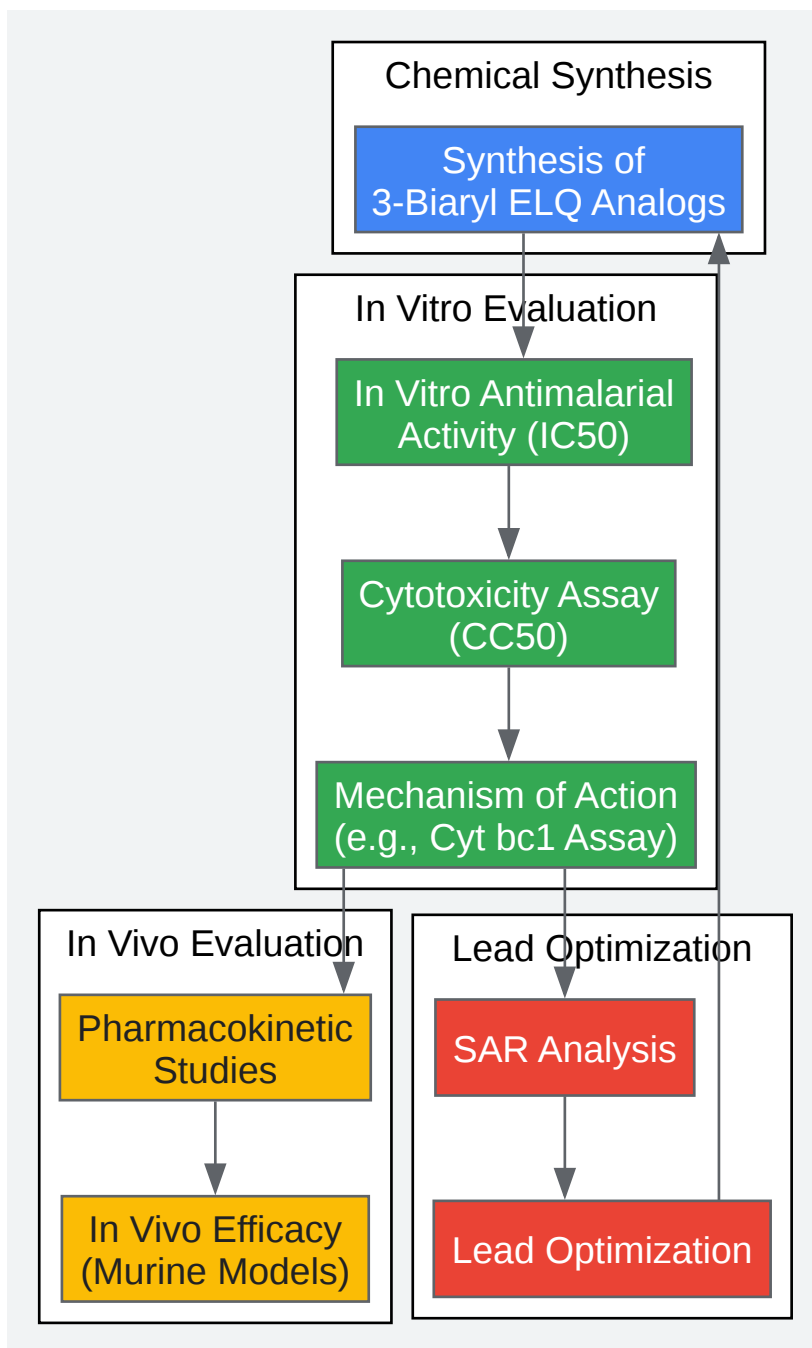 Chemical Synthesis
Synthesis of
3-Biaryl ELQ Analogs
In Vitro Evaluation
In Vitro Antimalarial
Activity (IC50)
Cytotoxicity Assay
(CC50)
Mechanism of Action
(e.g., Cyt bc1 Assay)
In Vivo Evaluation
Pharmacokinetic
Studies
In Vivo Efficacy
(Murine Models)
Lead Optimization
SAR Analysis
Lead Optimization